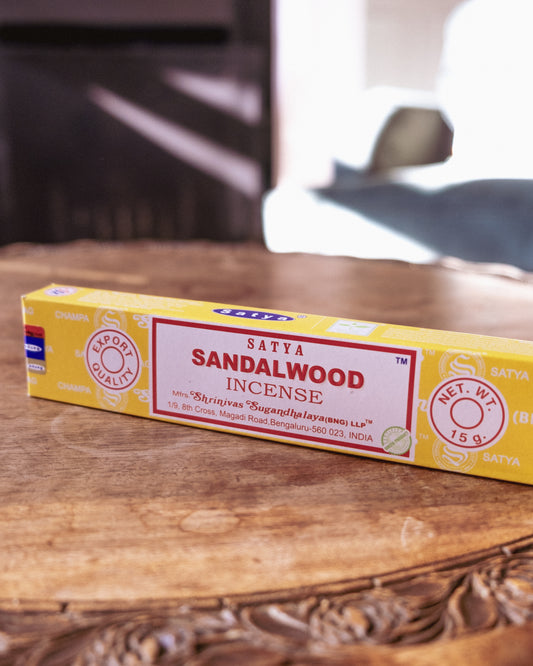 Satya
CHAMPA
CHAMPA
EXPORT
QUALITY
SATYA
SANDALWOOD
INCENSE
™
Mfrs Shrinivas Sugandhalaya (BNG) LLP™
1/9, 8th Cross, Magadi Road, Bengaluru-560 023, INDIA
SATYA
NET. WT.
15 g.
SATYA